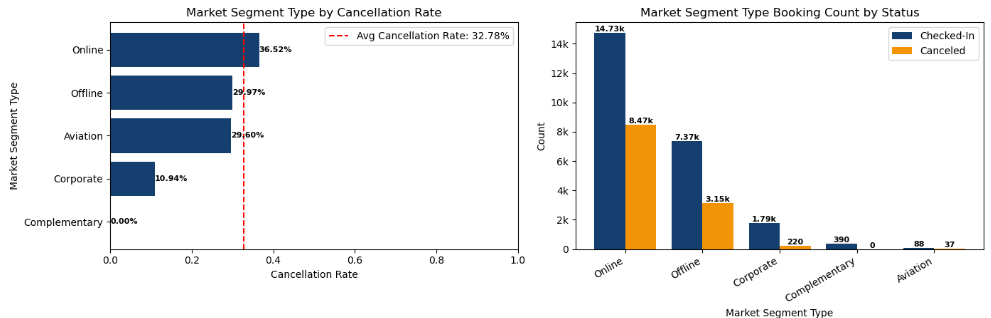 Market Segment Type by Cancellation Rate
Avg Cancellation Rate: 32.78%
Market Segment Type
Online
36.52%
Offline
29.97%
Aviation
29.60%
Corporate
10.94%
Complementary
0.00%
0.0 0.2 0.4 0.6 0.8 1.0
Cancellation Rate
Market Segment Type Booking Count by Status
Checked-In
Canceled
Count
14k
12k
10k
8k
6k
4k
2k
0
14.73k
8.47k
7.37k
3.15k
1.79k
220
390
0
88
37
Online
Offline
Corporate
Complementary
Aviation
Market Segment Type